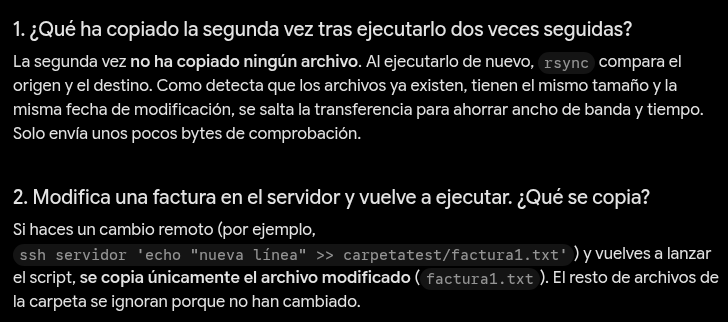 1. ¿Qué ha copiado la segunda vez tras ejecutarlo dos veces seguidas?
La segunda vez no ha copiado ningún archivo. Al ejecutarlo de nuevo, rsync compara el
origen y el destino. Como detecta que los archivos ya existen, tienen el mismo tamaño y la
misma fecha de modificación, se salta la transferencia para ahorrar ancho de banda y tiempo.
Solo envía unos pocos bytes de comprobación.
2. Modifica una factura en el servidor y vuelve a ejecutar. ¿Qué se copia?
Si haces un cambio remoto (por ejemplo,
ssh servidor 'echo "nueva línea" >> carpetatest/factura1.txt') y vuelves a lanzar
el script, se copia únicamente el archivo modificado (factura1.txt). El resto de archivos de
la carpeta se ignoran porque no han cambiado.